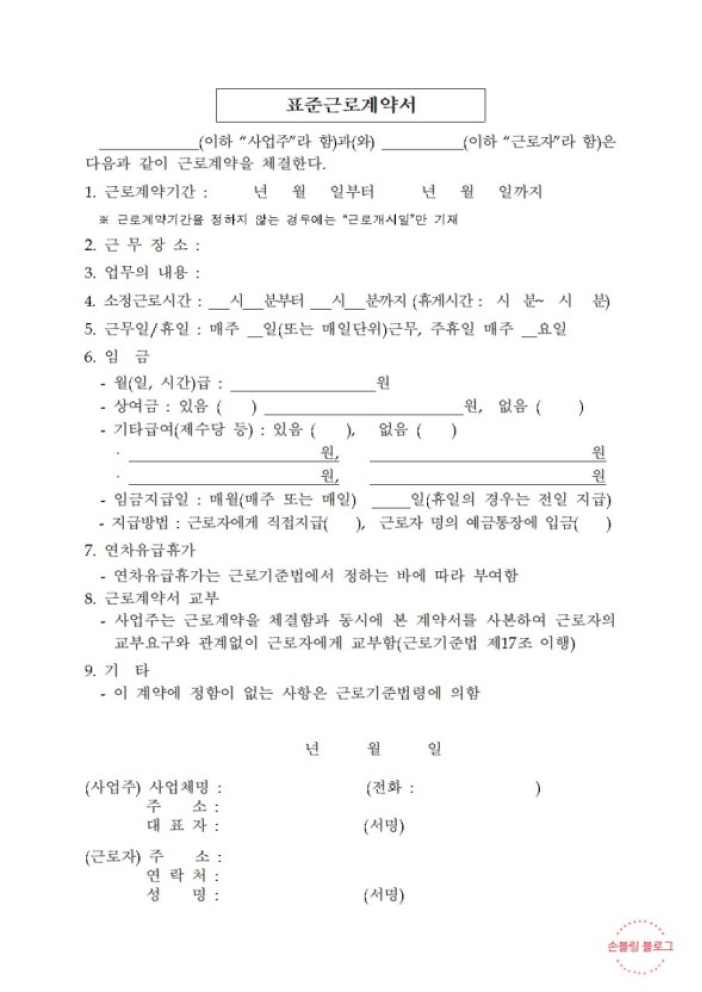 표준근로계약서
____________(이하 “사업주”라 함)과(와) __________(이하 “근로자”라 함)은
다음과 같이 근로계약을 체결한다.
1. 근로계약기간 : 년 월 일부터 년 월 일까지
※ 근로계약기간을 정하지 않는 경우에는 “근로개시일”만 기재
2. 근 무 장 소 :
3. 업무의 내용 :
4. 소정근로시간 : ___시___분부터 ___시___분까지 (휴게시간 : 시 분~ 시 분)
5. 근무일/휴일 : 매주 __일(또는 매일단위)근무, 주휴일 매주 __요일
6. 임 금
- 월(일, 시간)급 : __________________원
- 상여금 : 있음 ( ) ________________________원, 없음 ( )
- 기타급여(제수당 등) : 있음 ( ), 없음 ( )
· ________________________원, ____________________________원
· ________________________원, ____________________________원
- 임금지급일 : 매월(매주 또는 매일) _____일(휴일의 경우는 전일 지급)
- 지급방법 : 근로자에게 직접지급( ), 근로자 명의 예금통장에 입금( )
7. 연차유급휴가
- 연차유급휴가는 근로기준법에서 정하는 바에 따라 부여함
8. 근로계약서 교부
- 사업주는 근로계약을 체결함과 동시에 본 계약서를 사본하여 근로자의
교부요구와 관계없이 근로자에게 교부함(근로기준법 제17조 이행)
9. 기 타
- 이 계약에 정함이 없는 사항은 근로기준법령에 의함
년 월 일
(사업주) 사업체명 : (전화 : )
주 소 :
대 표 자 : (서명)
(근로자) 주 소 :
연 락 처 :
성 명 : (서명)
손블링 블로그